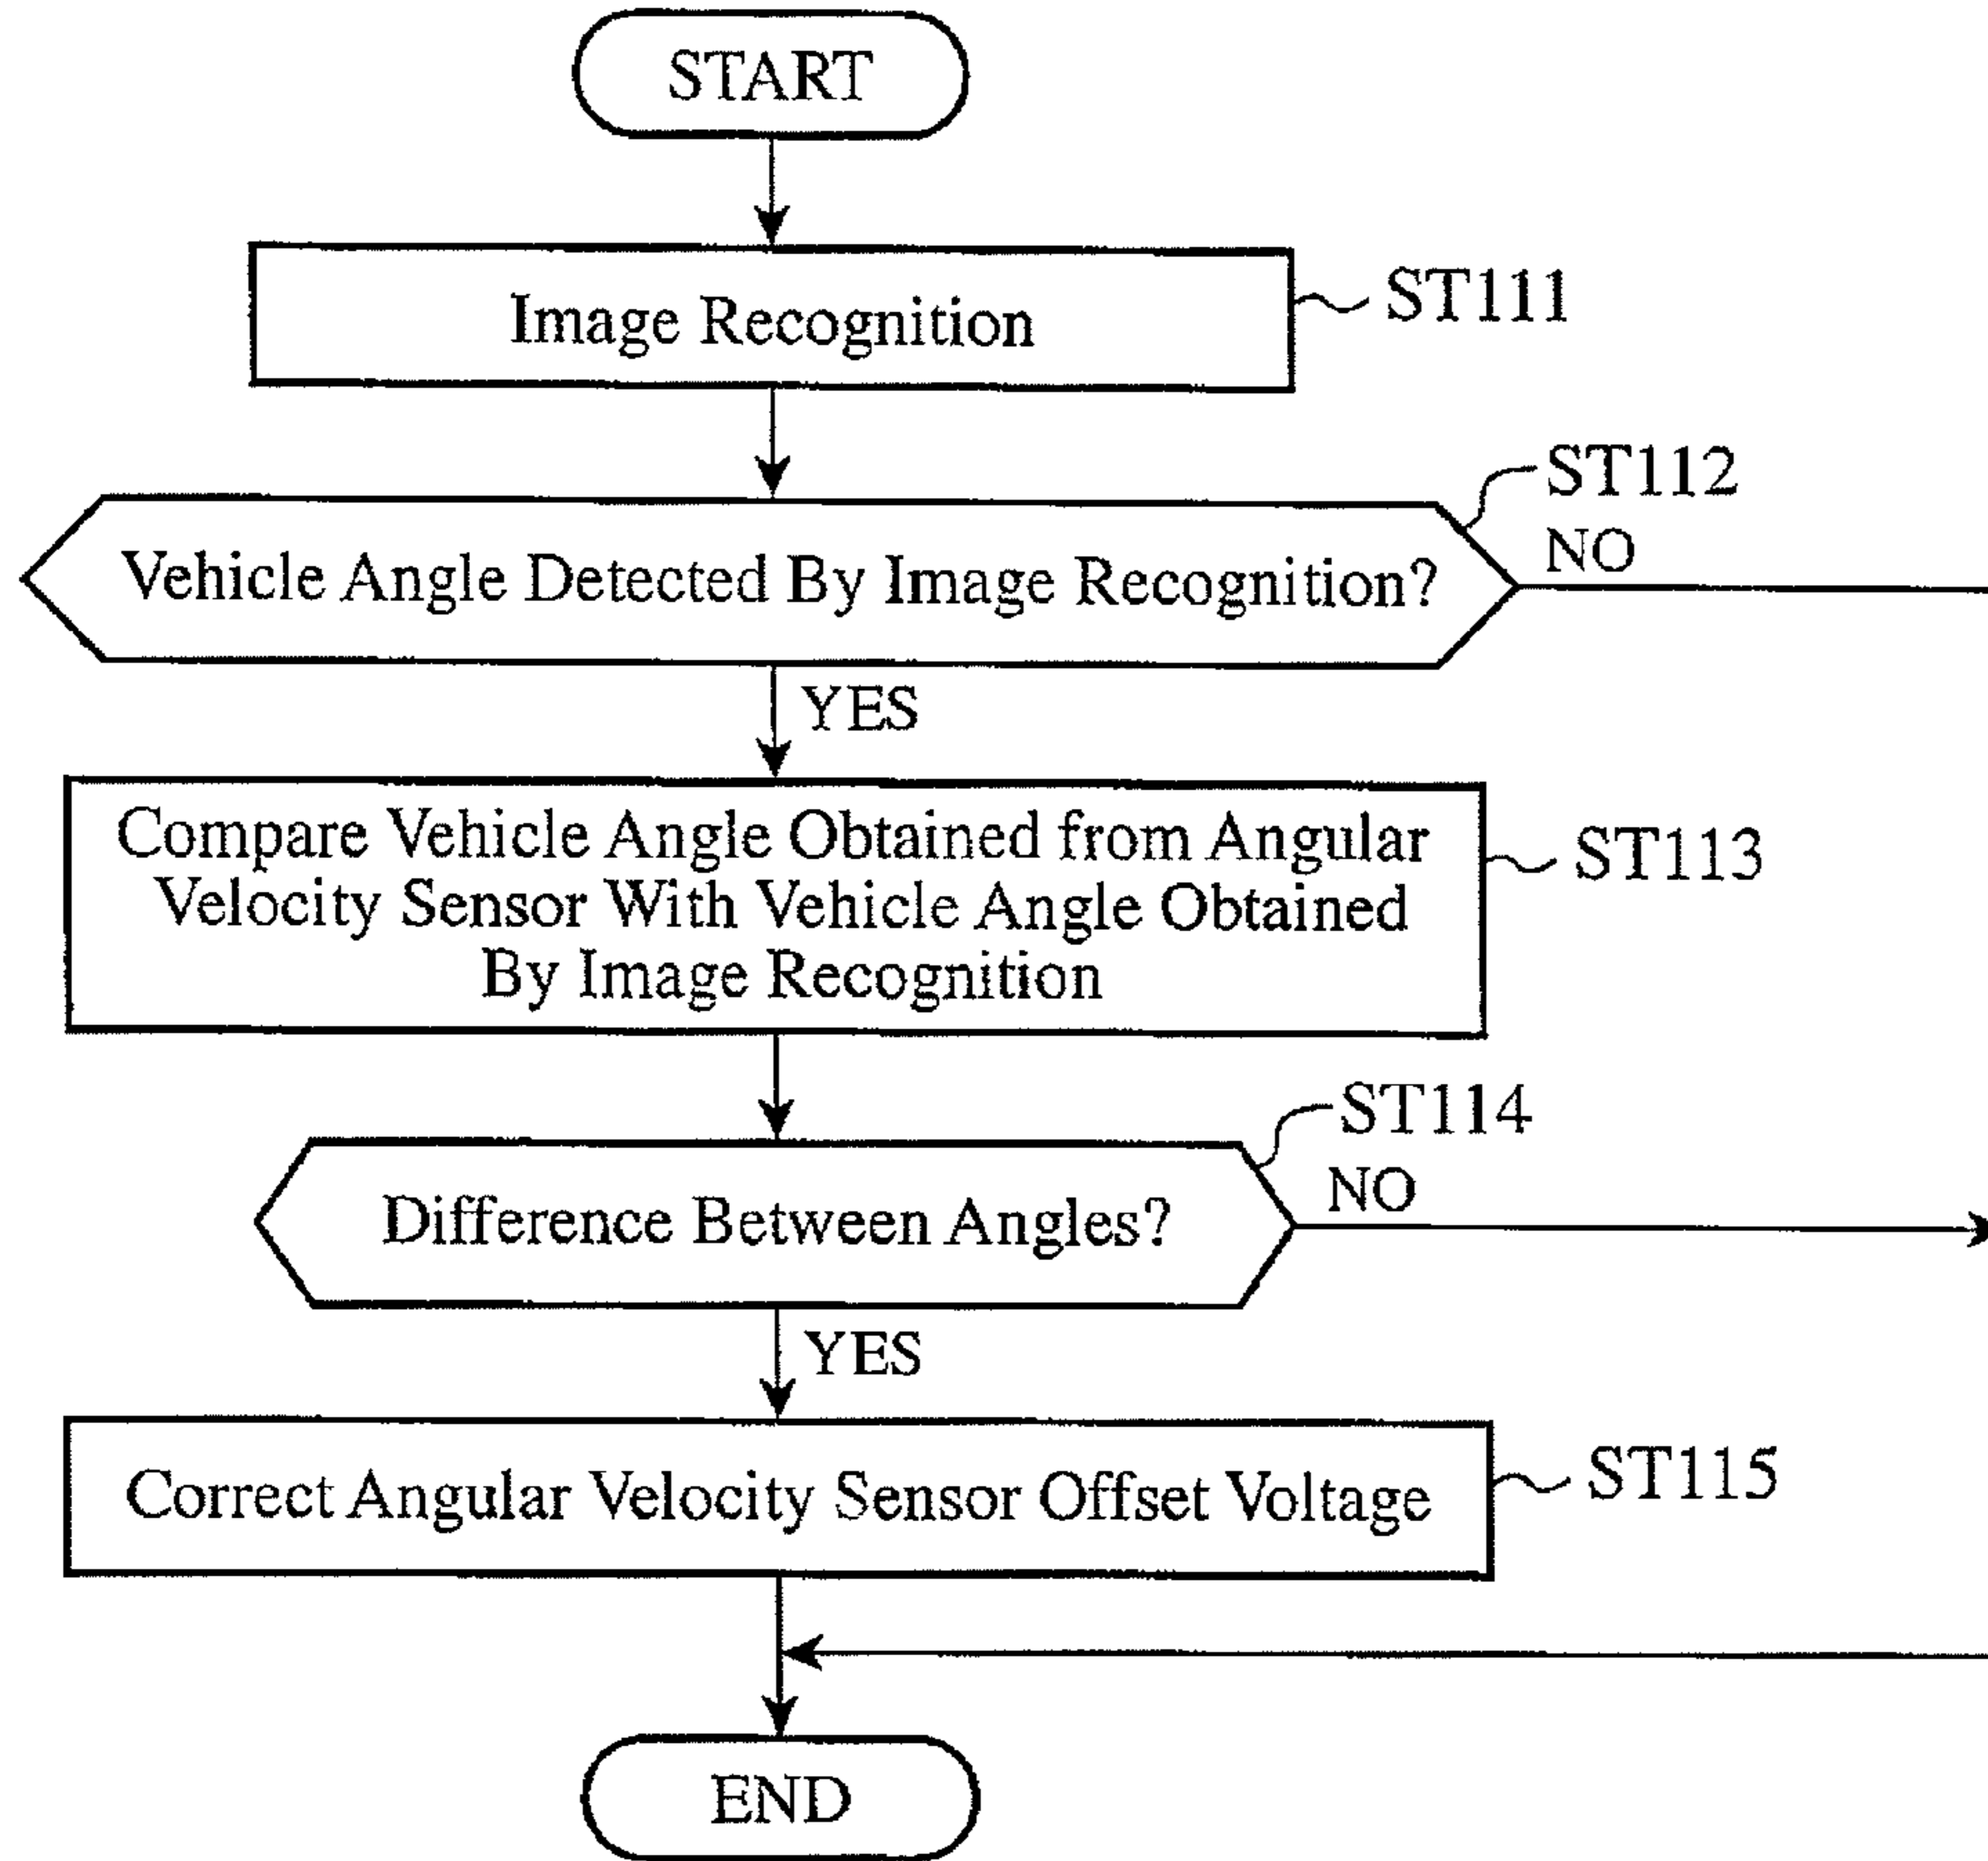 START
Image Recognition
ST111
ST112
NO
Vehicle Angle Detected By Image Recognition?
YES
Compare Vehicle Angle Obtained from Angular
Velocity Sensor With Vehicle Angle Obtained
By Image Recognition
ST113
ST114
NO
Difference Between Angles?
YES
Correct Angular Velocity Sensor Offset Voltage
ST115
END